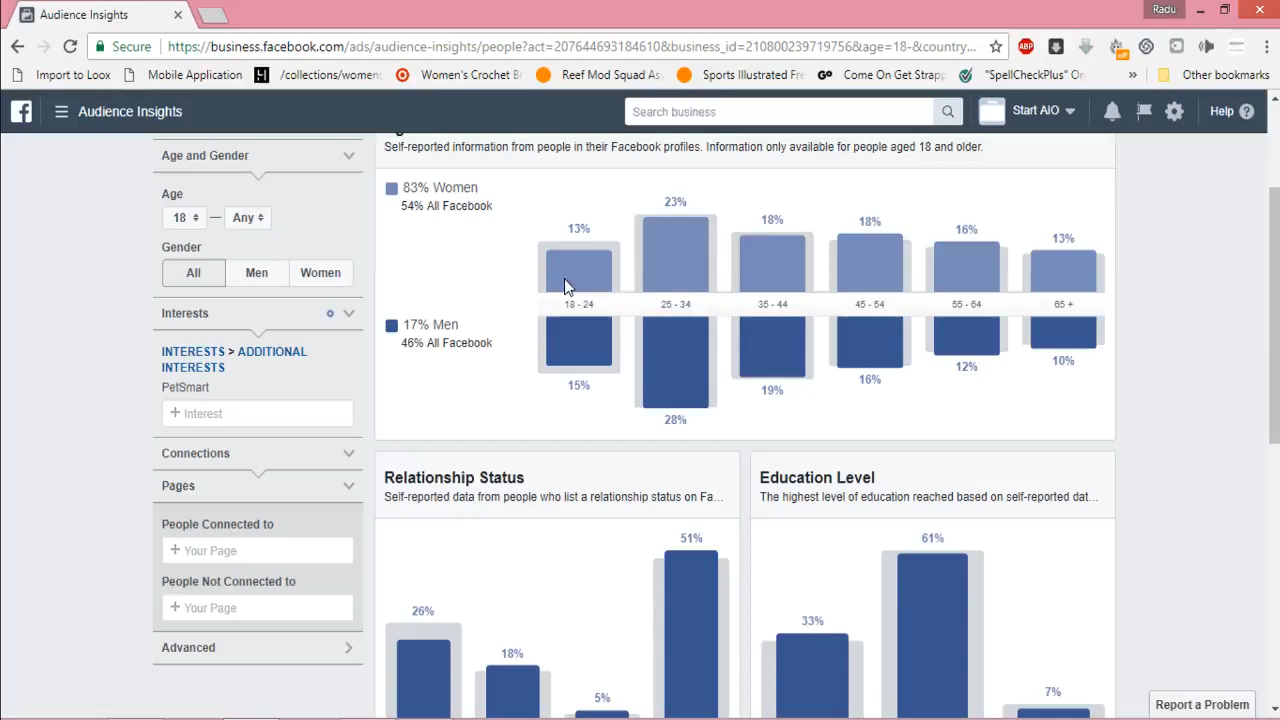 Audience Insights
Radu
Secure
https://business.facebook.com/ads/audience-insights/people?act=207644693184610&business_id=210800239719756&age=18-&country...
ABP
Import to Loox
Mobile Application
/collections/womens
Women's Crochet Br
Reef Mod Squad As
Sports Illustrated Fre
Come On Get Strapp
"SpellCheckPlus" On
»
Other bookmarks
Audience Insights
Search business
Start AIO
Help
Age and Gender
Age
18 — Any
Gender
All Men Women
Interests
INTERESTS > ADDITIONAL
INTERESTS
PetSmart
+ Interest
Connections
Pages
People Connected to
+ Your Page
People Not Connected to
+ Your Page
Advanced
Self-reported information from people in their Facebook profiles. Information only available for people aged 18 and older.
83% Women
54% All Facebook
13% 23% 18% 18% 16% 13%
18 - 24 25 - 34 35 - 44 45 - 54 55 - 64 65 +
17% Men
46% All Facebook
15% 28% 19% 16% 12% 10%
Relationship Status
Self-reported data from people who list a relationship status on Fa...
26% 18% 5% 51%
Education Level
The highest level of education reached based on self-reported dat...
33% 61% 7%
Report a Problem